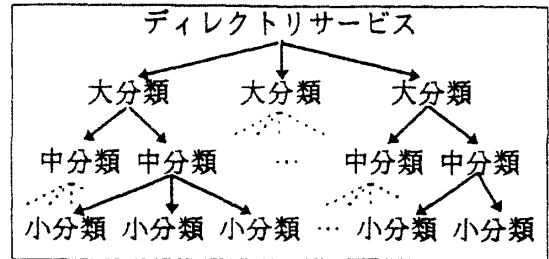 ディレクトリサービス
大分類 大分類 大分類
中分類 中分類 … 中分類 中分類
小分類 小分類 小分類 … 小分類 小分類